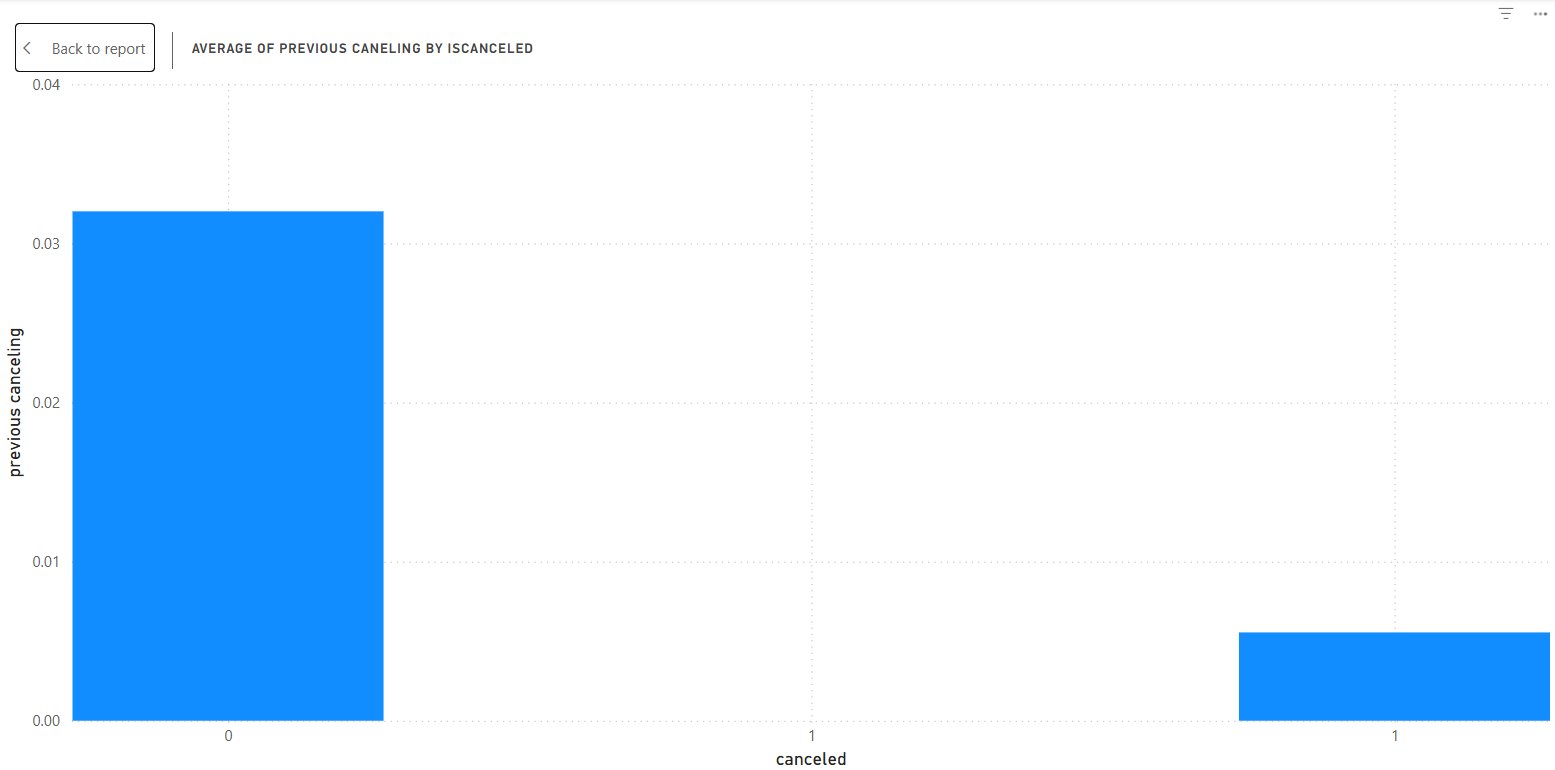 Back to report
AVERAGE OF PREVIOUS CANELING BY ISCANCELED
0.04
0.03
0.02
0.01
0.00
previous canceling
0 1 1
canceled